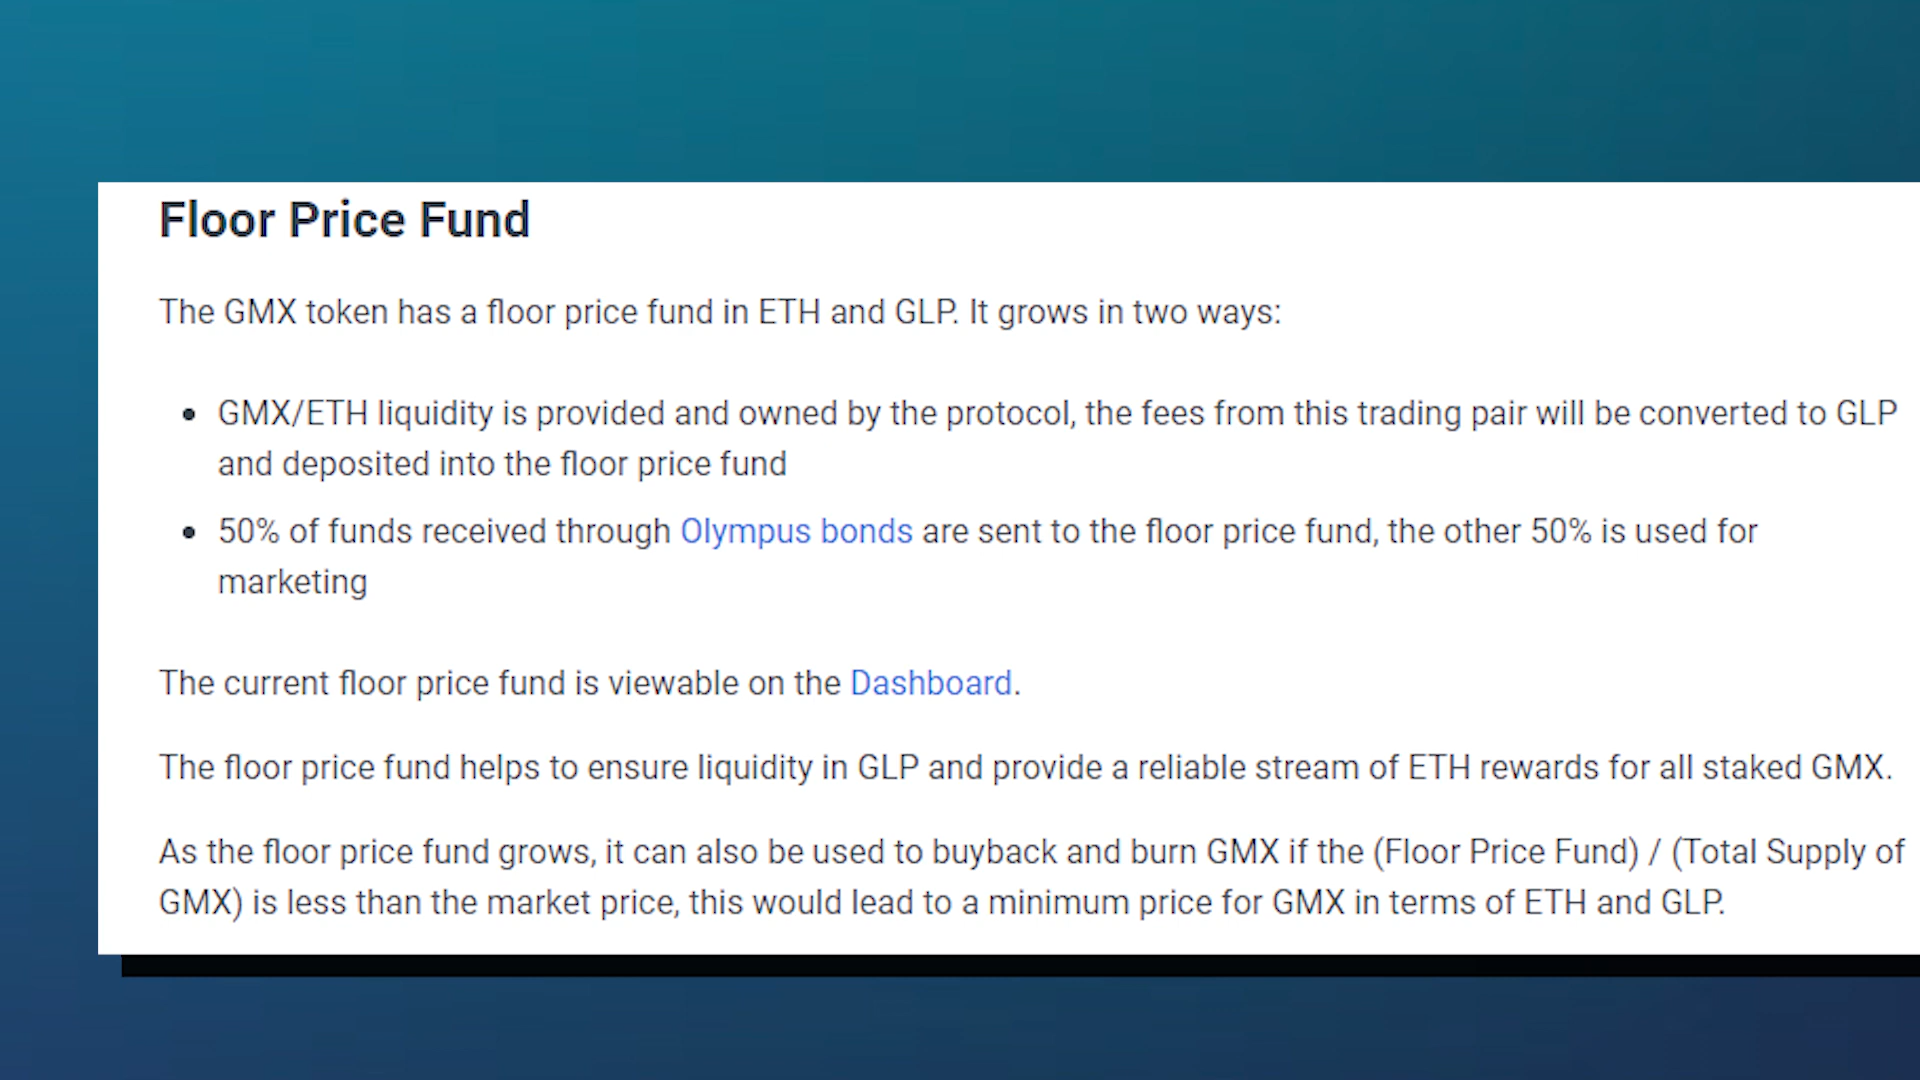 Floor Price Fund
The GMX token has a floor price fund in ETH and GLP. It grows in two ways:
• GMX/ETH liquidity is provided and owned by the protocol, the fees from this trading pair will be converted to GLP
and deposited into the floor price fund
• 50% of funds received through Olympus bonds are sent to the floor price fund, the other 50% is used for
marketing
The current floor price fund is viewable on the Dashboard.
The floor price fund helps to ensure liquidity in GLP and provide a reliable stream of ETH rewards for all staked GMX.
As the floor price fund grows, it can also be used to buyback and burn GMX if the (Floor Price Fund) / (Total Supply of
GMX) is less than the market price, this would lead to a minimum price for GMX in terms of ETH and GLP.